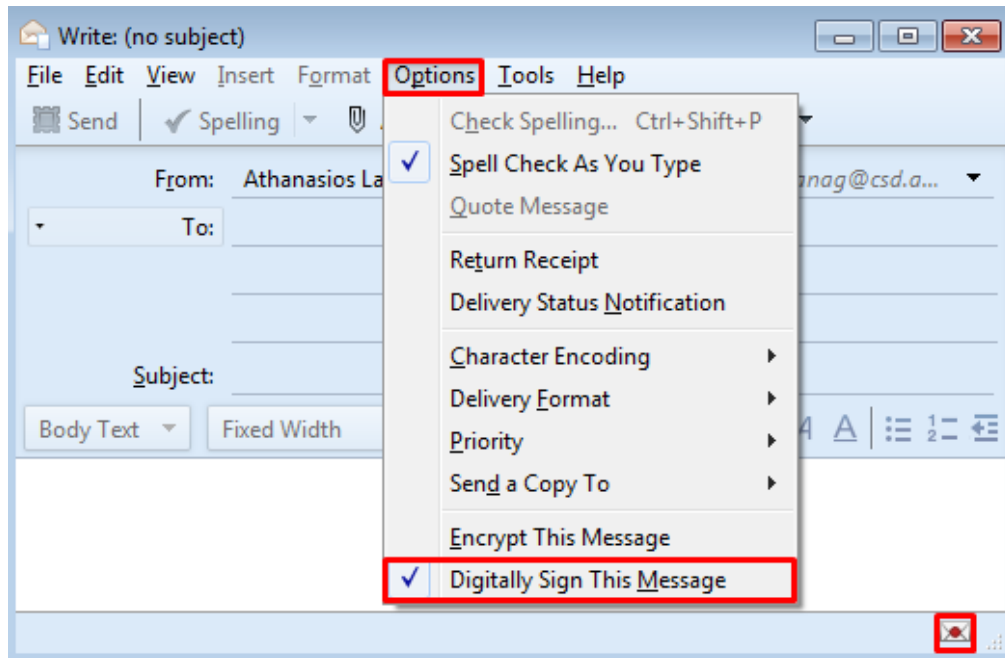 Write: (no subject)
File Edit View Insert Format Options Tools Help
Send Spelling
Check Spelling... Ctrl+Shift+P
Spell Check As You Type
From: Athanasios La
Quote Message
To:
Return Receipt
Delivery Status Notification
Character Encoding
Subject:
Delivery Format
Body Text Fixed Width
Priority
Send a Copy To
Encrypt This Message
Digitally Sign This Message